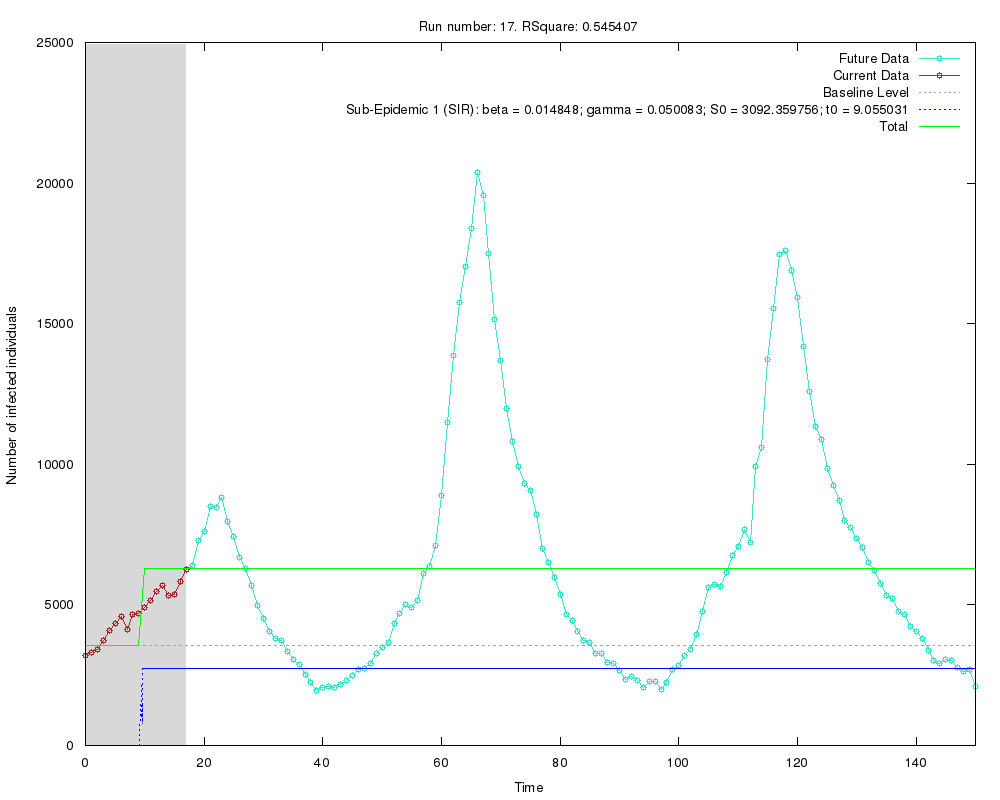 Run number: 17. RSquare: 0.545407
Future Data
Current Data
Baseline Level
Sub-Epidemic 1 (SIR): beta = 0.014848; gamma = 0.050083; S0 = 3092.359756; t0 = 9.055031
Total
25000
20000
15000
10000
5000
0
Number of infected individuals
0 20 40 60 80 100 120 140
Time